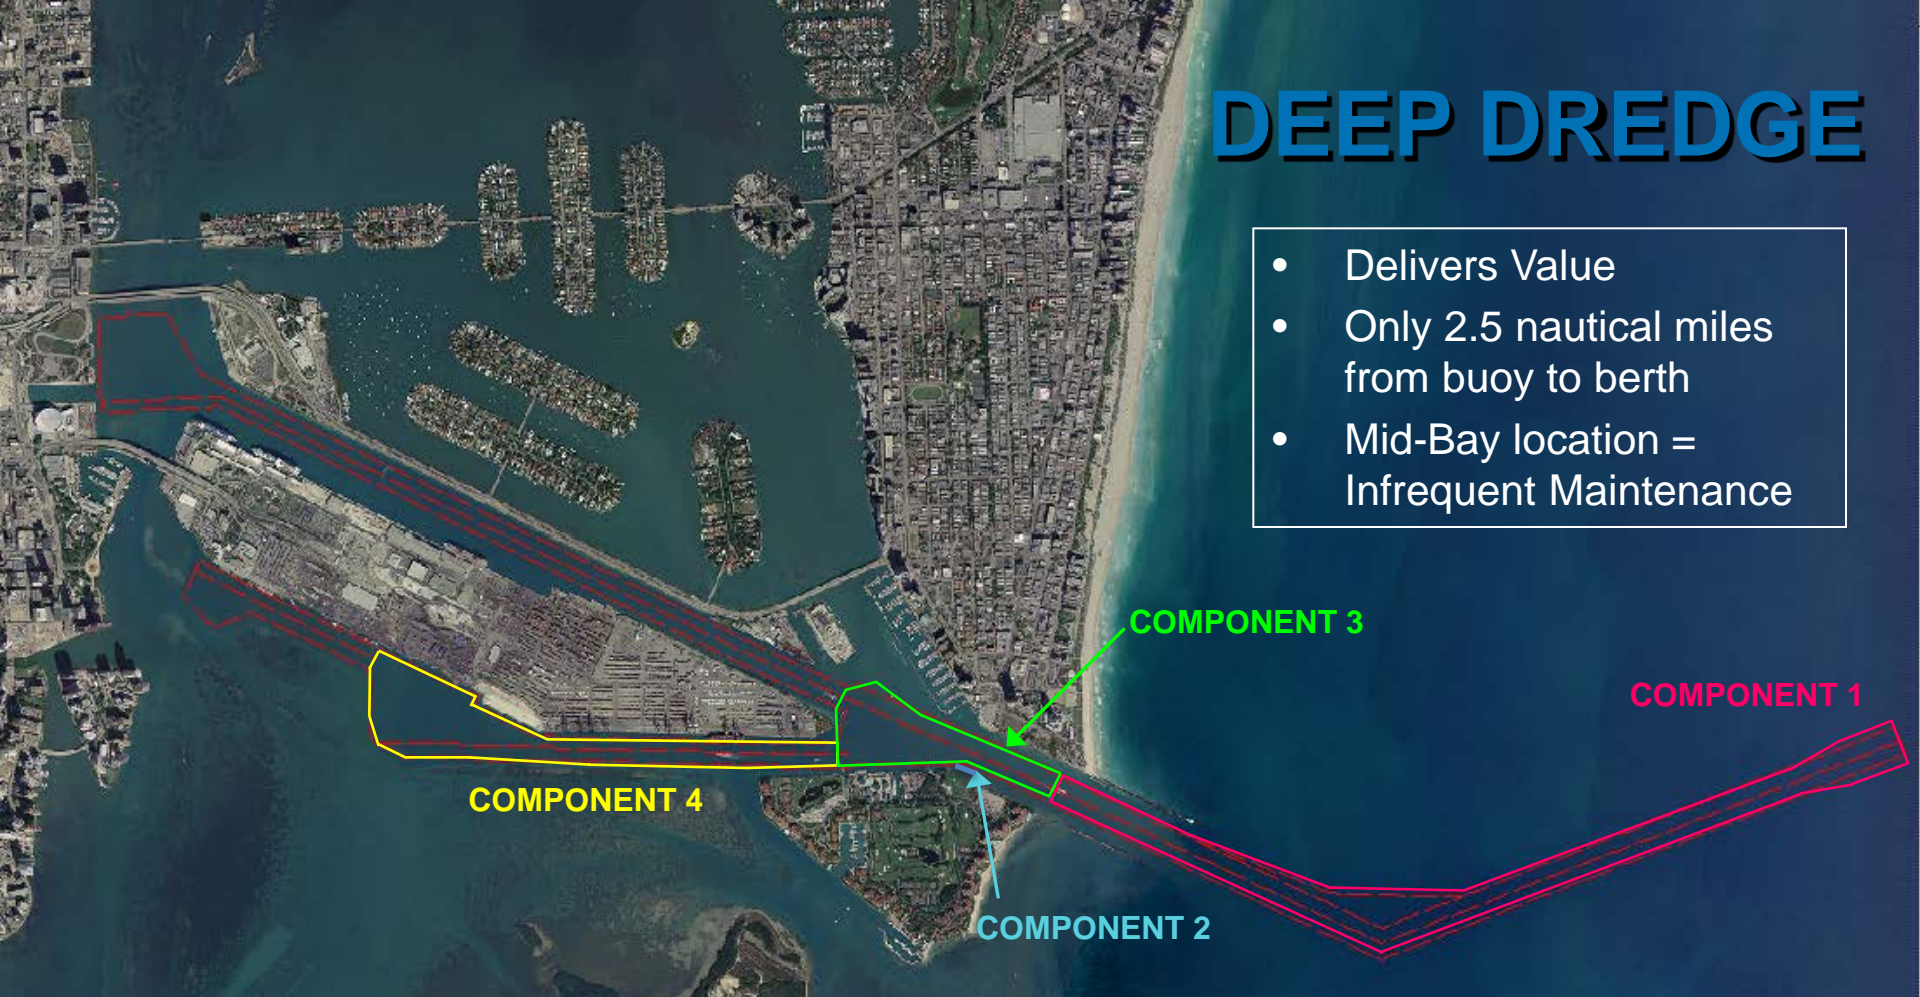 DEEP DREDGE
• Delivers Value
• Only 2.5 nautical miles
from buoy to berth
• Mid-Bay location =
Infrequent Maintenance
COMPONENT 3
COMPONENT 1
COMPONENT 4
COMPONENT 2